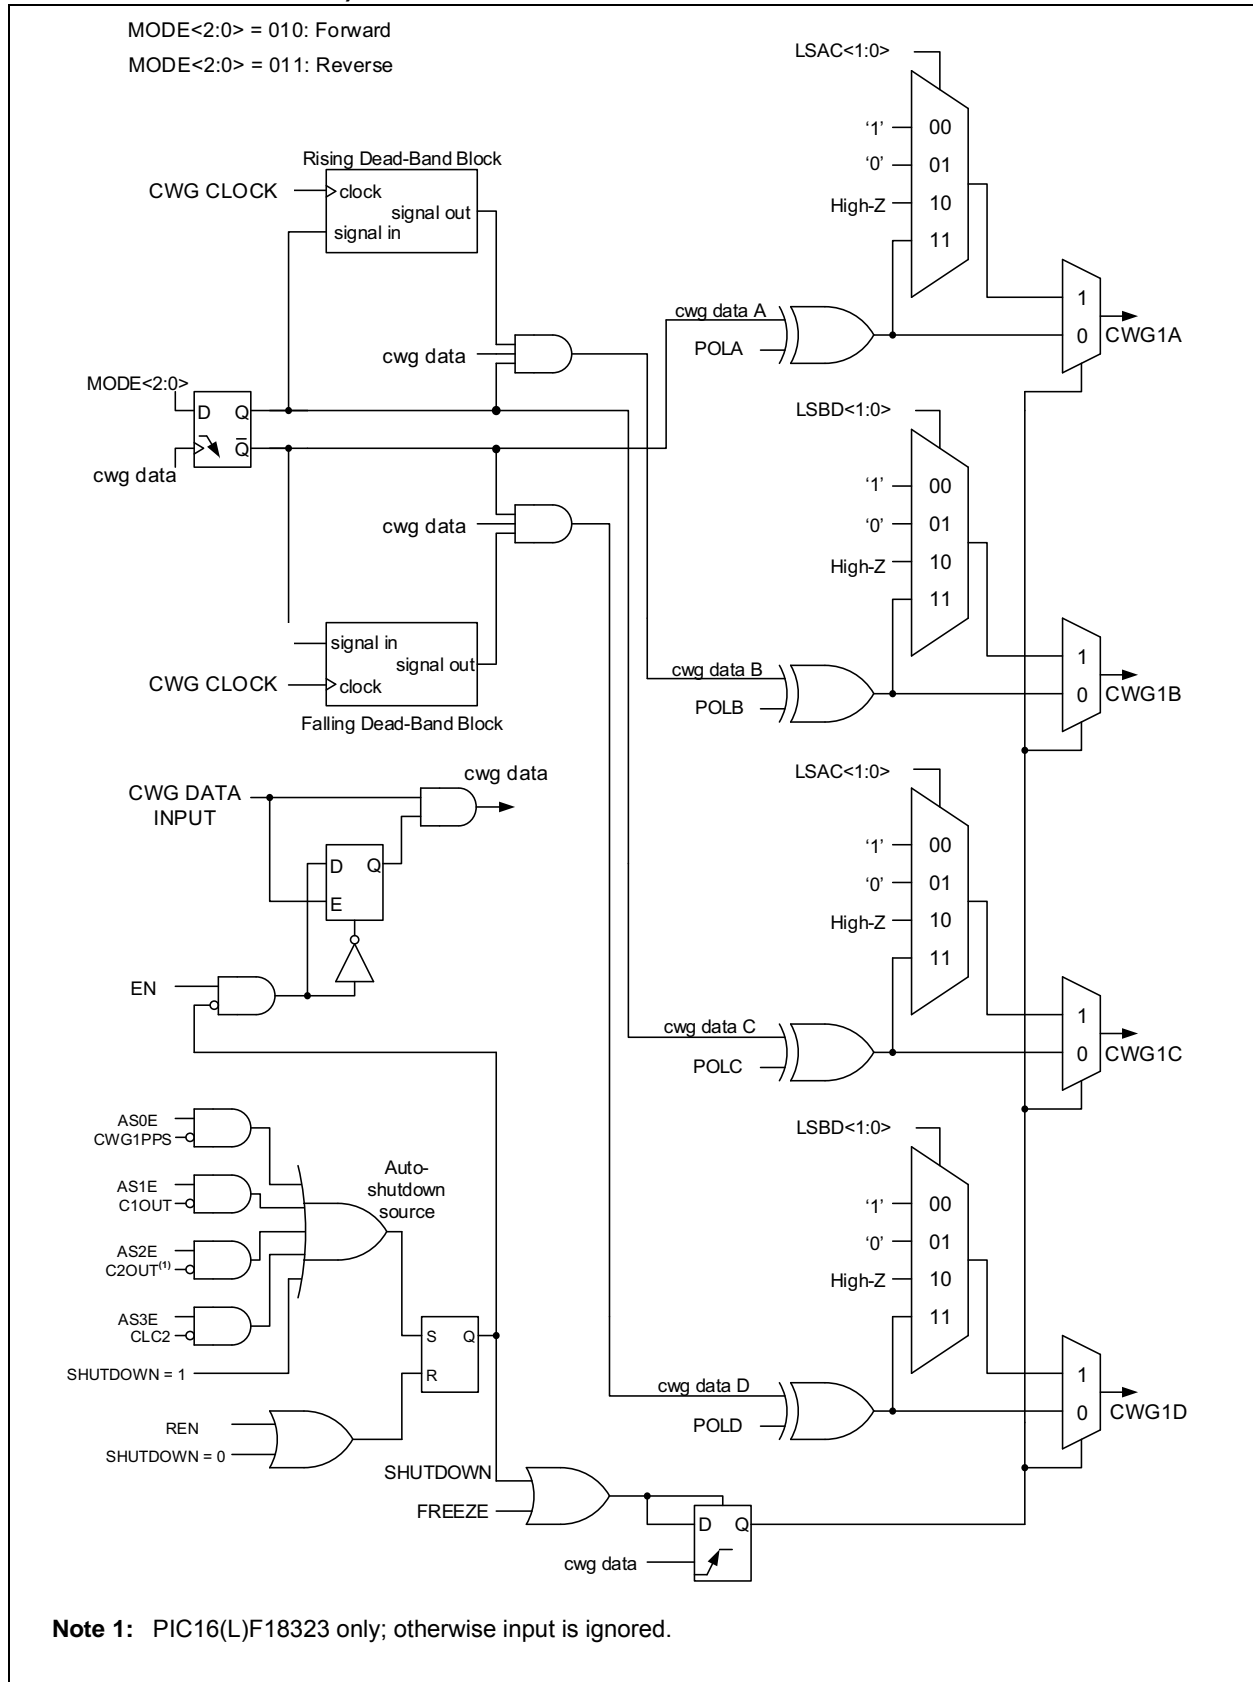 MODE<2:0> = 010: Forward
MODE<2:0> = 011: Reverse
LSAC<1:0>
'1'
00
'0'
01
High-Z
10
11
Rising Dead-Band Block
CWG CLOCK
clock
signal out
signal in
1
0
CWG1A
cwg data A
POLA
cwg data
MODE<2:0>
D Q
Q
cwg data
LSBD<1:0>
'1'
00
'0'
01
High-Z
10
11
cwg data
signal in
signal out
CWG CLOCK
clock
Falling Dead-Band Block
1
0
CWG1B
cwg data B
POLB
cwg data
CWG DATA
INPUT
D Q
E
EN
LSAC<1:0>
'1'
00
'0'
01
High-Z
10
11
1
0
CWG1C
cwg data C
POLC
AS0E
CWG1PPS
AS1E
C1OUT
AS2E
C2OUT(1)
AS3E
CLC2
SHUTDOWN = 1
Auto-
shutdown
source
S Q
R
REN
SHUTDOWN = 0
LSBD<1:0>
'1'
00
'0'
01
High-Z
10
11
1
0
CWG1D
cwg data D
POLD
SHUTDOWN
FREEZE
D Q
cwg data
Note 1: PIC16(L)F18323 only; otherwise input is ignored.